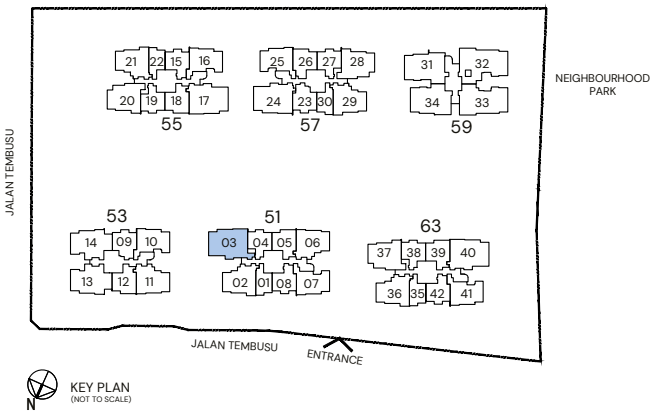 21 22 15 16
20 19 18 17
55
25 26 27 28
24 23 30 29
57
31 32
34 33
59
NEIGHBOURHOOD
PARK
JALAN TEMBUSU
53
14 09 10
13 12 11
51
03 04 05 06
02 01 08 07
63
37 38 39 40
36 35 42 41
JALAN TEMBUSU
ENTRANCE
N
KEY PLAN
(NOT TO SCALE)